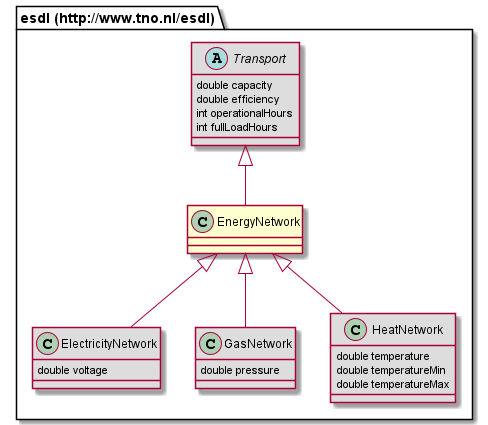 esdl (http://www.tno.nl/esdl)
A Transport
double capacity
double efficiency
int operationalHours
int fullLoadHours
C EnergyNetwork
C ElectricityNetwork
double voltage
C GasNetwork
double pressure
C HeatNetwork
double temperature
double temperatureMin
double temperatureMax